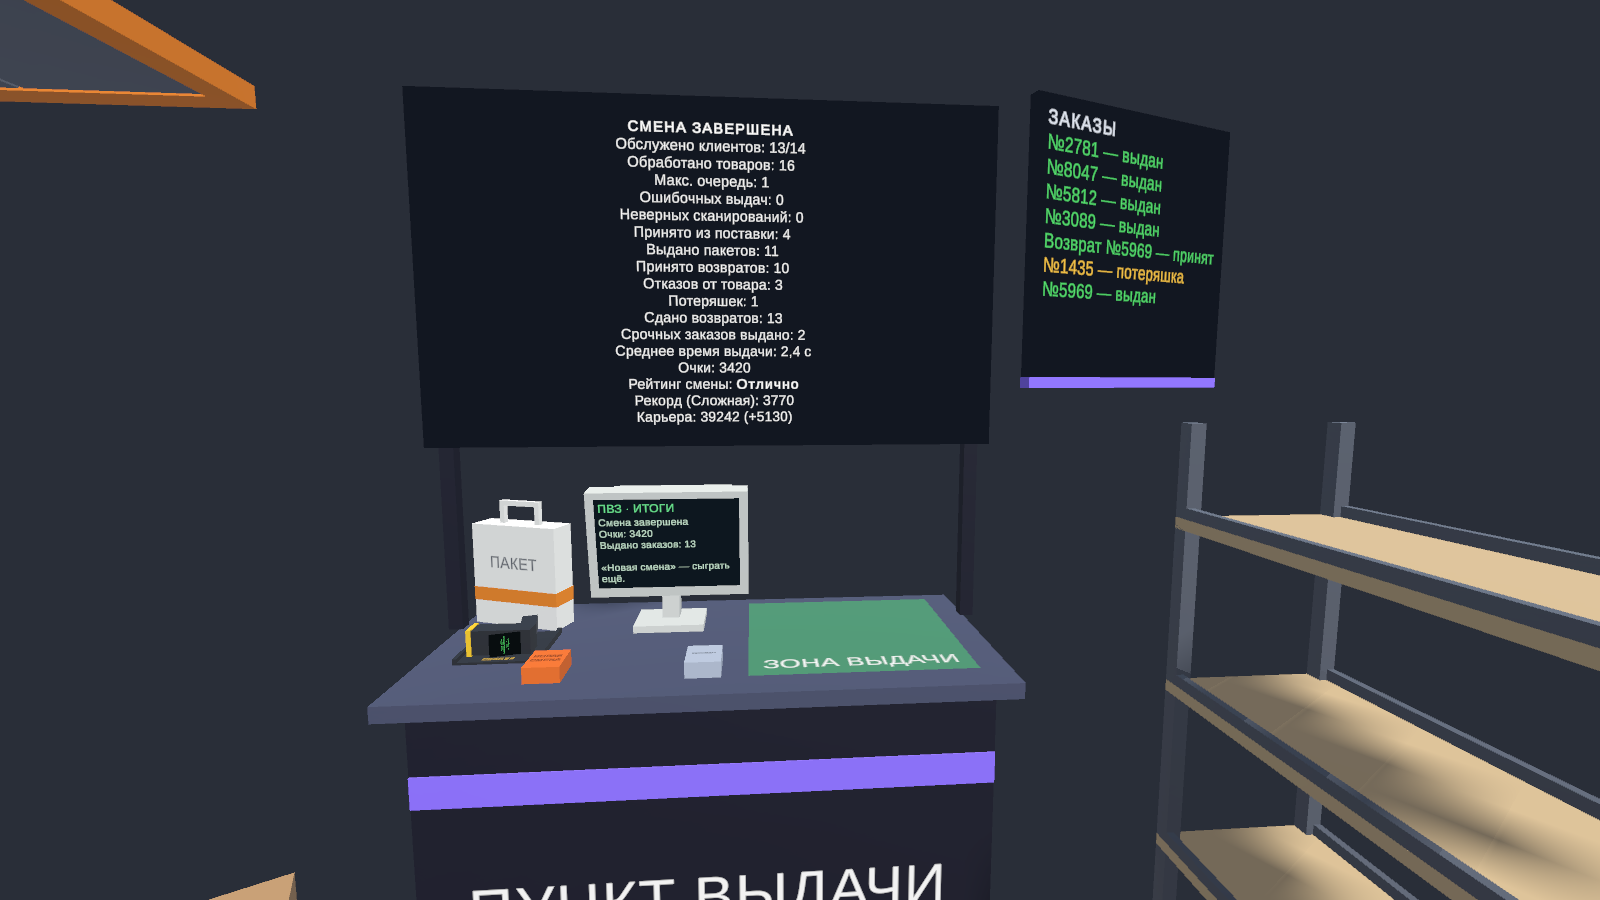 СМЕНА ЗАВЕРШЕНА
Обслужено клиентов: 13/14
Обработано товаров: 16
Макс. очередь: 1
Ошибочных выдач: 0
Неверных сканирований: 0
Принято из поставки: 4
Выдано пакетов: 11
Принято возвратов: 10
Отказов от товара: 3
Потеряшек: 1
Сдано возвратов: 13
Срочных заказов выдано: 2
Среднее время выдачи: 2,4 с
Очки: 3420
Рейтинг смены: Отлично
Рекорд (Сложная): 3770
Карьера: 39242 (+5130)
ЗАКАЗЫ
№2781 — выдан
№8047 — выдан
№5812 — выдан
№3089 — выдан
Возврат №5969 — принят
№1435 — потеряшка
№5969 — выдан
ПАКЕТ
ПВЗ · ИТОГИ
Смена завершена
Очки: 3420
Выдано заказов: 13
«Новая смена» — сыграть
ещё.
ЗОНА ВЫДАЧИ
ПУНКТ ВЫДАЧИ